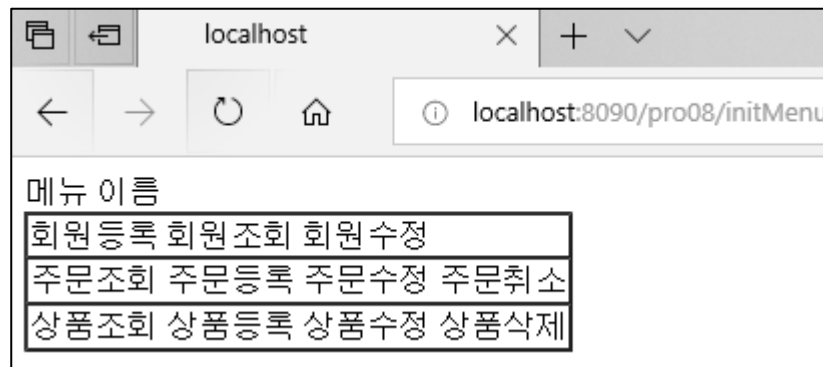 localhost
localhost:8090/pro08/initMenu
메뉴 이름
회원등록 회원조회 회원수정
주문조회 주문등록 주문수정 주문취소
상품조회 상품등록 상품수정 상품삭제